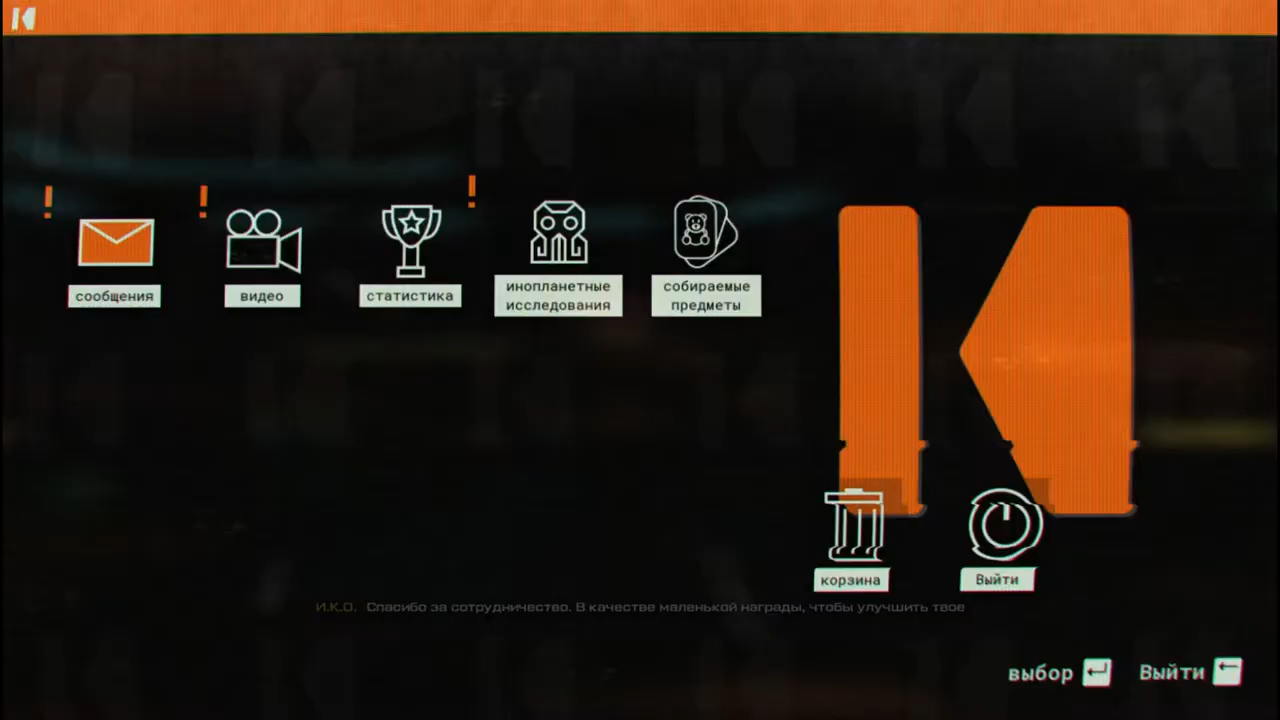 !
!
!
сообщения
видео
статистика
инопланетные
исследования
собираемые
предметы
корзина
Выйти
И.К.О. Спасибо за сотрудничество. В качестве маленькой награды, чтобы улучшить твое
выбор
Выйти